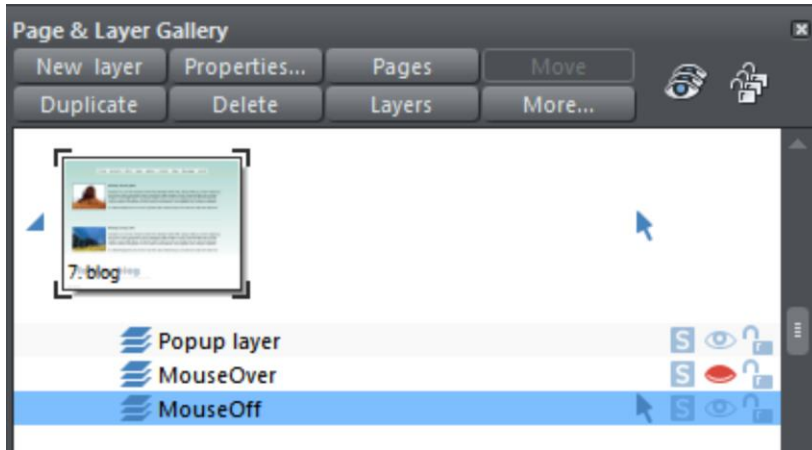 Page & Layer Gallery
New layer Properties... Pages Move
Duplicate Delete Layers More...
7: blog
Popup layer
MouseOver
MouseOff